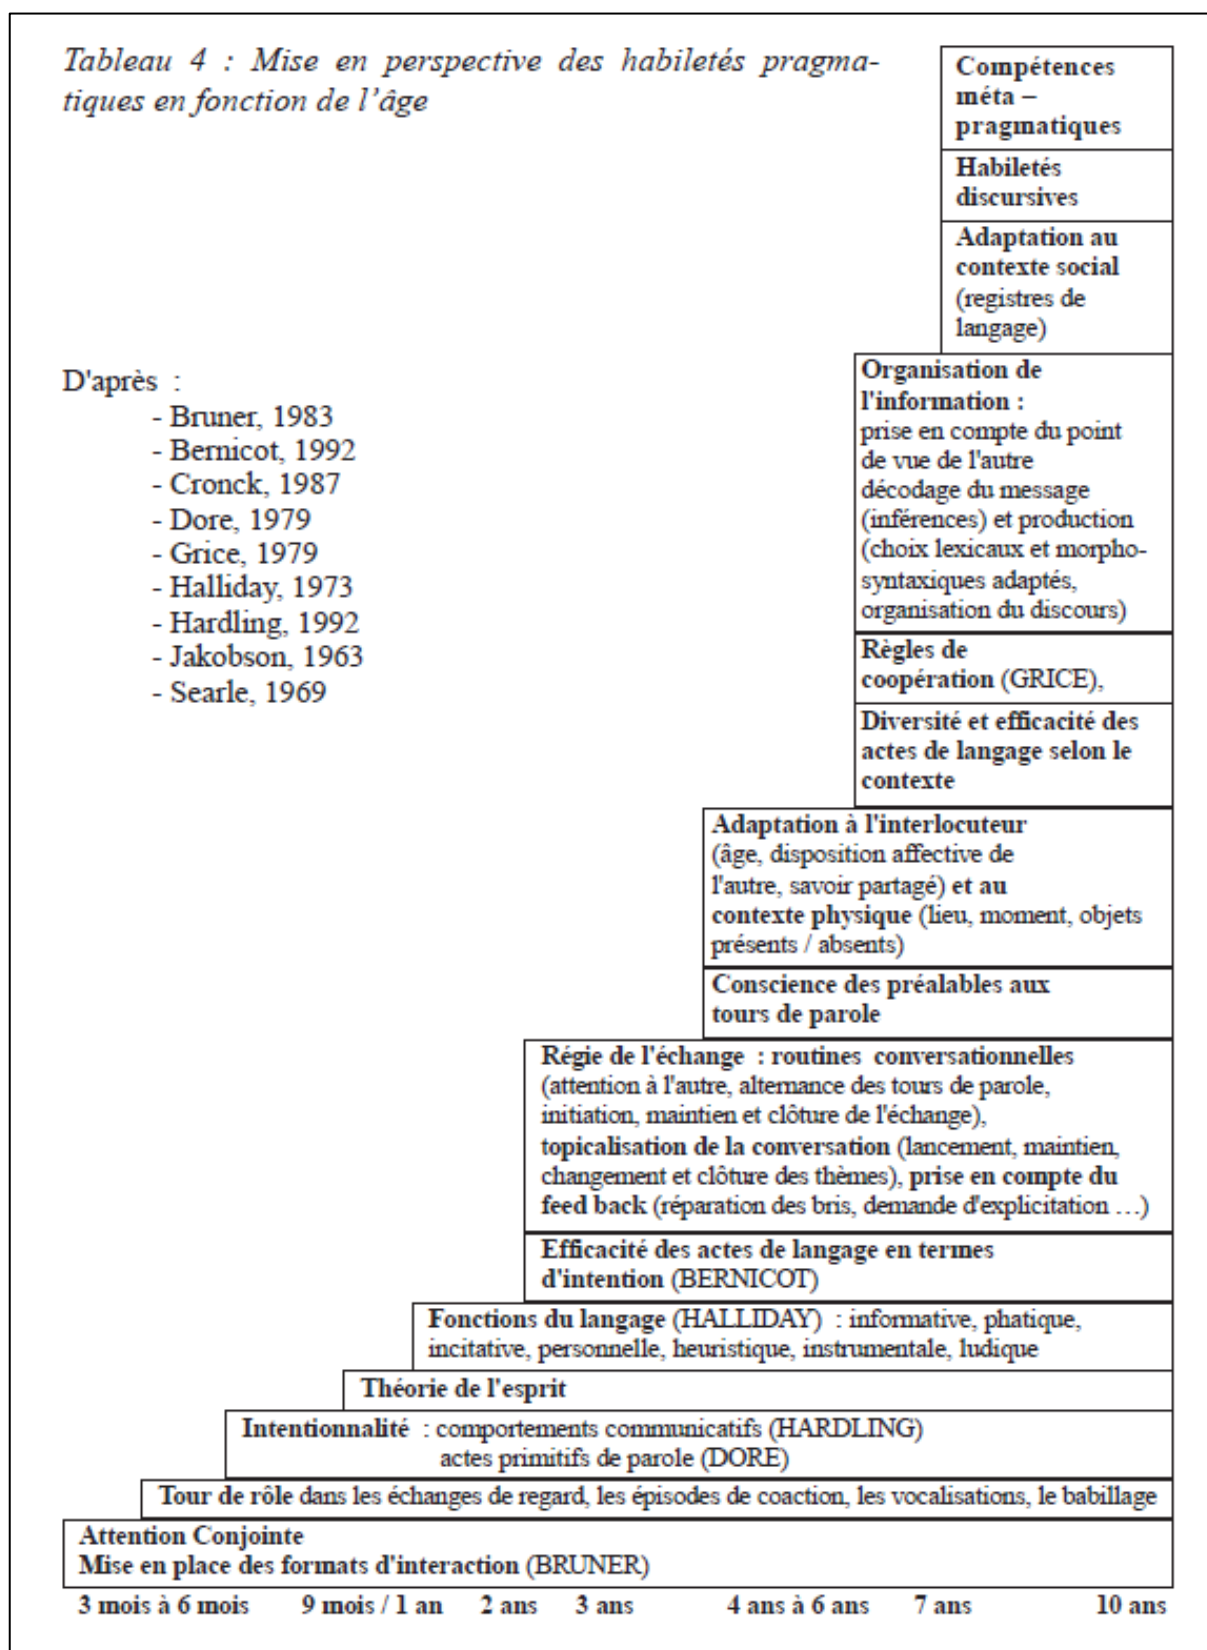 Tableau 4 : Mise en perspective des habiletés pragma-
tiques en fonction de l'âge
Compétences
méta –
pragmatiques
Habiletés
discursives
Adaptation au
contexte social
(registres de
langage)
D'après :
- Bruner, 1983
- Bernicot, 1992
- Cronck, 1987
- Dore, 1979
- Grice, 1979
- Halliday, 1973
- Hardling, 1992
- Jakobson, 1963
- Searle, 1969
Organisation de
l'information :
prise en compte du point
de vue de l'autre
décodage du message
(inférences) et production
(choix lexicaux et morpho-
syntaxiques adaptés,
organisation du discours)
Règles de
coopération (GRICE),
Diversité et efficacité des
actes de langage selon le
contexte
Adaptation à l'interlocuteur
(âge, disposition affective de
l'autre, savoir partagé) et au
contexte physique (lieu, moment, objets
présents / absents)
Conscience des préalables aux
tours de parole
Régie de l'échange : routines conversationnelles
(attention à l'autre, alternance des tours de parole,
initiation, maintien et clôture de l'échange),
topicalisation de la conversation (lancement, maintien,
changement et clôture des thèmes), prise en compte du
feed back (réparation des bris, demande d'explicitation …)
Efficacité des actes de langage en termes
d'intention (BERNICOT)
Fonctions du langage (HALLIDAY) : informative, phatique,
incitative, personnelle, heuristique, instrumentale, ludique
Théorie de l'esprit
Intentionnalité : comportements communicatifs (HARDLING)
actes primitifs de parole (DORE)
Tour de rôle dans les échanges de regard, les épisodes de coaction, les vocalisations, le babillage
Attention Conjointe
Mise en place des formats d'interaction (BRUNER)
3 mois à 6 mois 9 mois / 1 an 2 ans 3 ans 4 ans à 6 ans 7 ans 10 ans